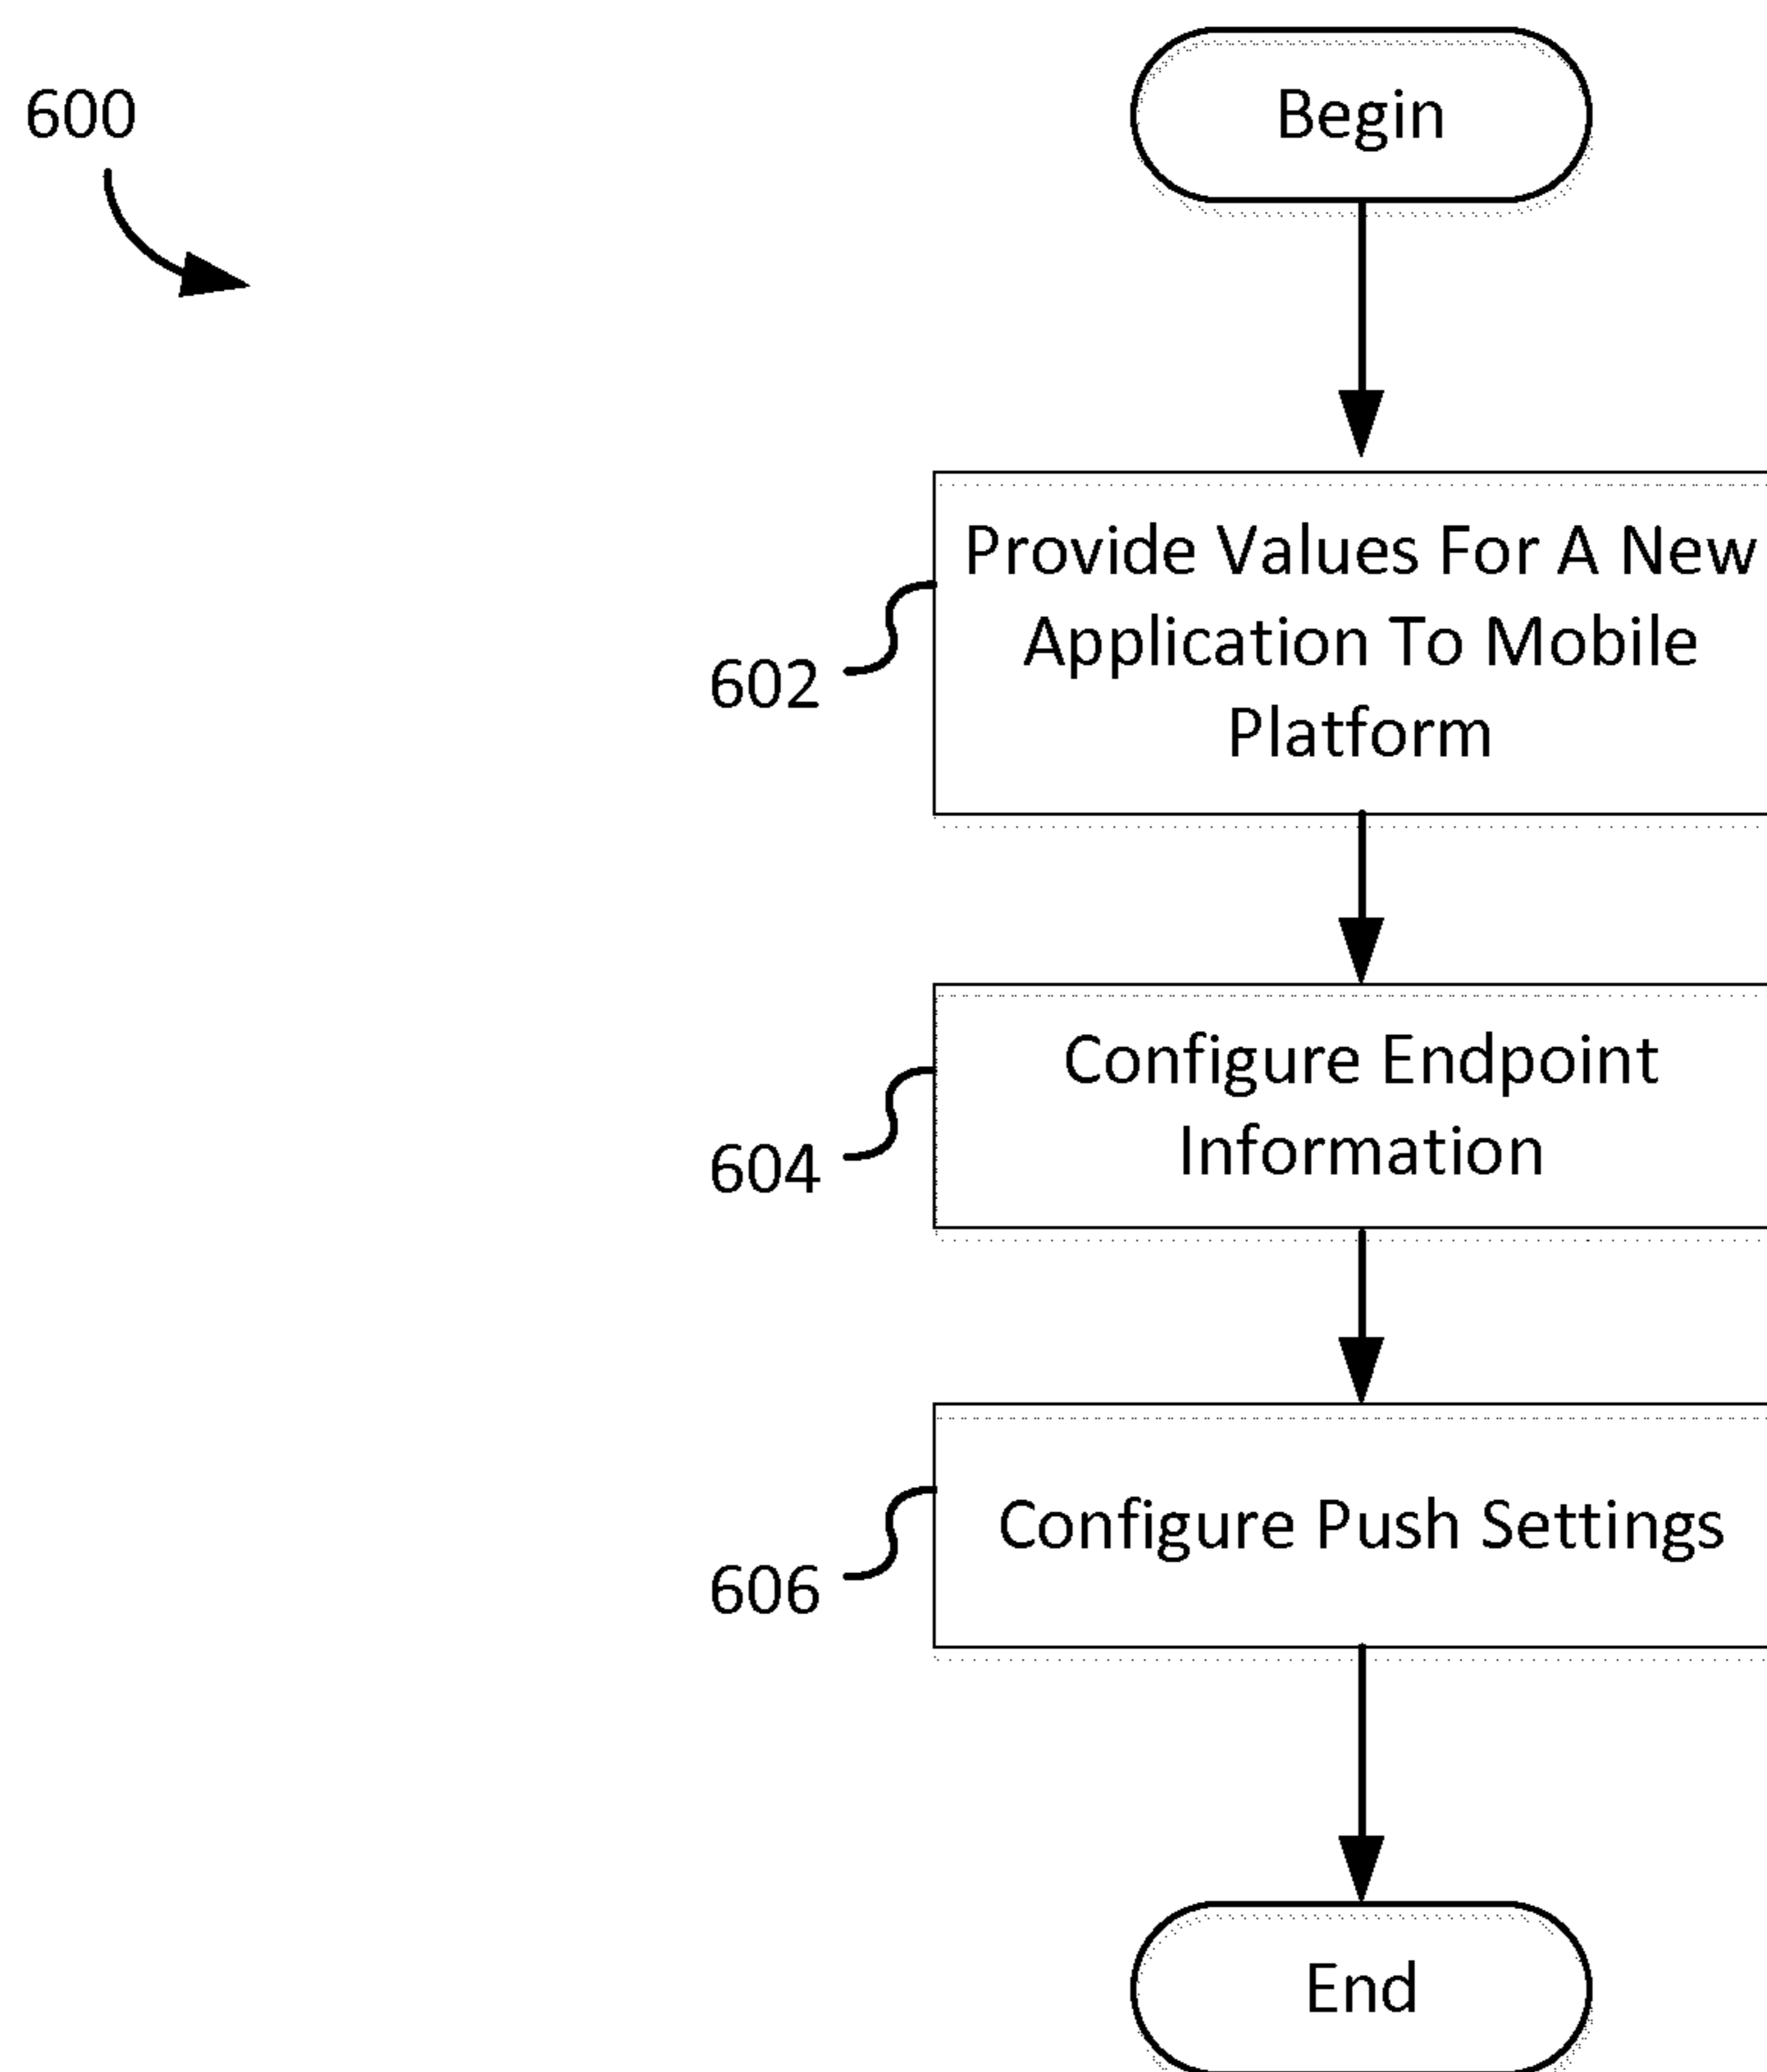 600
Begin
Provide Values For A New
Application To Mobile
Platform
602
Configure Endpoint
Information
604
Configure Push Settings
606
End